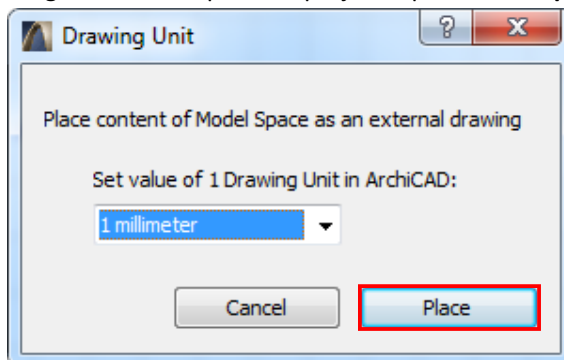 Drawing Unit
Place content of Model Space as an external drawing
Set value of 1 Drawing Unit in ArchiCAD:
1 millimeter
Cancel
Place